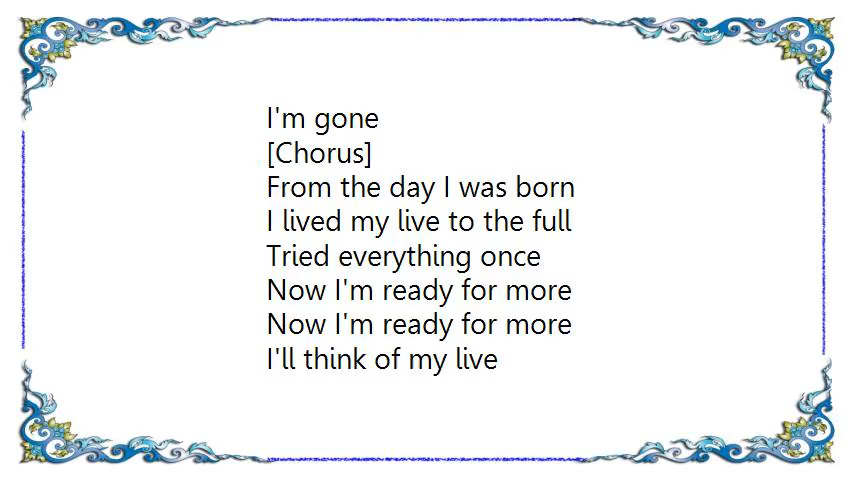 I'm gone
[Chorus]
From the day I was born
I lived my live to the full
Tried everything once
Now I'm ready for more
Now I'm ready for more
I'll think of my live